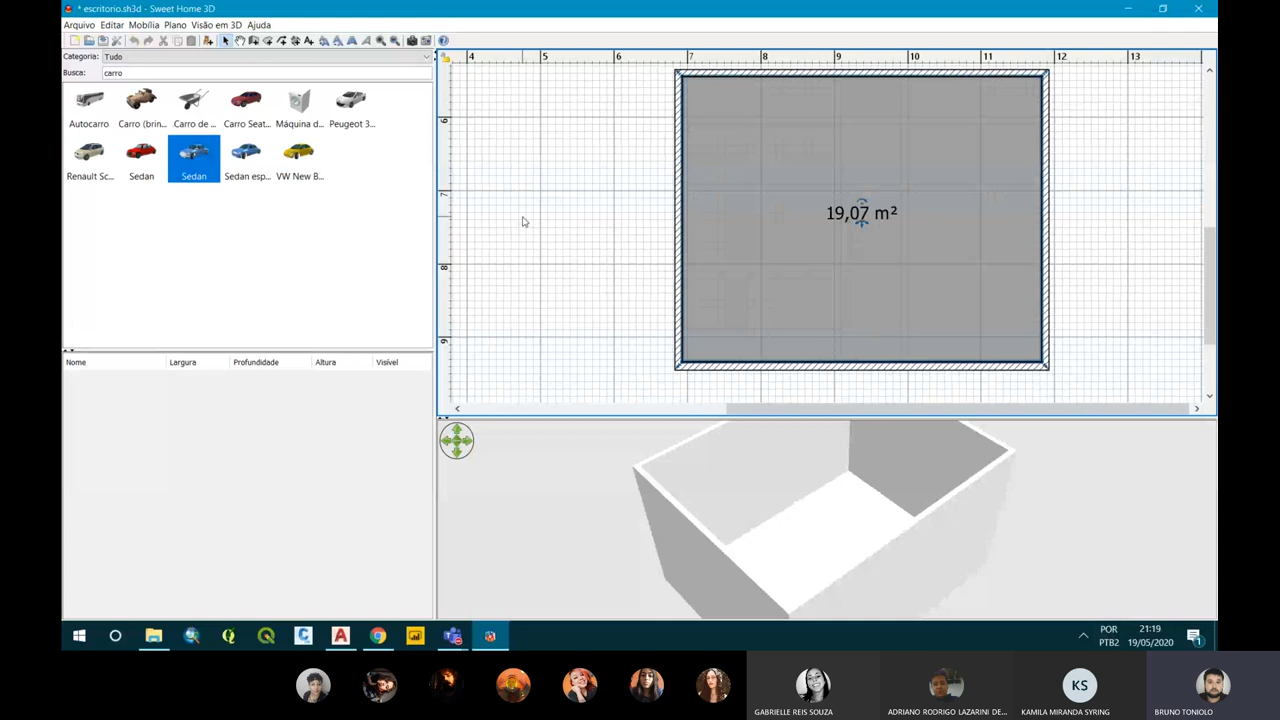 * escritorio.sh3d - Sweet Home 3D
Arquivo Editar Mobília Plano Visão em 3D Ajuda
Categoria: Tudo
Busca: carro
4 5 6 7 8 9 10 11 12 13
6
7
8
9
Autocarro Carro (brin... Carro de ... Carro Seat... Máquina d... Peugeot 3...
Renault Sc... Sedan Sedan Sedan esp... VW New B...
19,07 m²
Nome Largura Profundidade Altura Visível
POR
PTB2
21:19
19/05/2020
1
KS
GABRIELLE REIS SOUZA
ADRIANO RODRIGO LAZARINI DE...
KAMILA MIRANDA SYRING
BRUNO TONIOLO